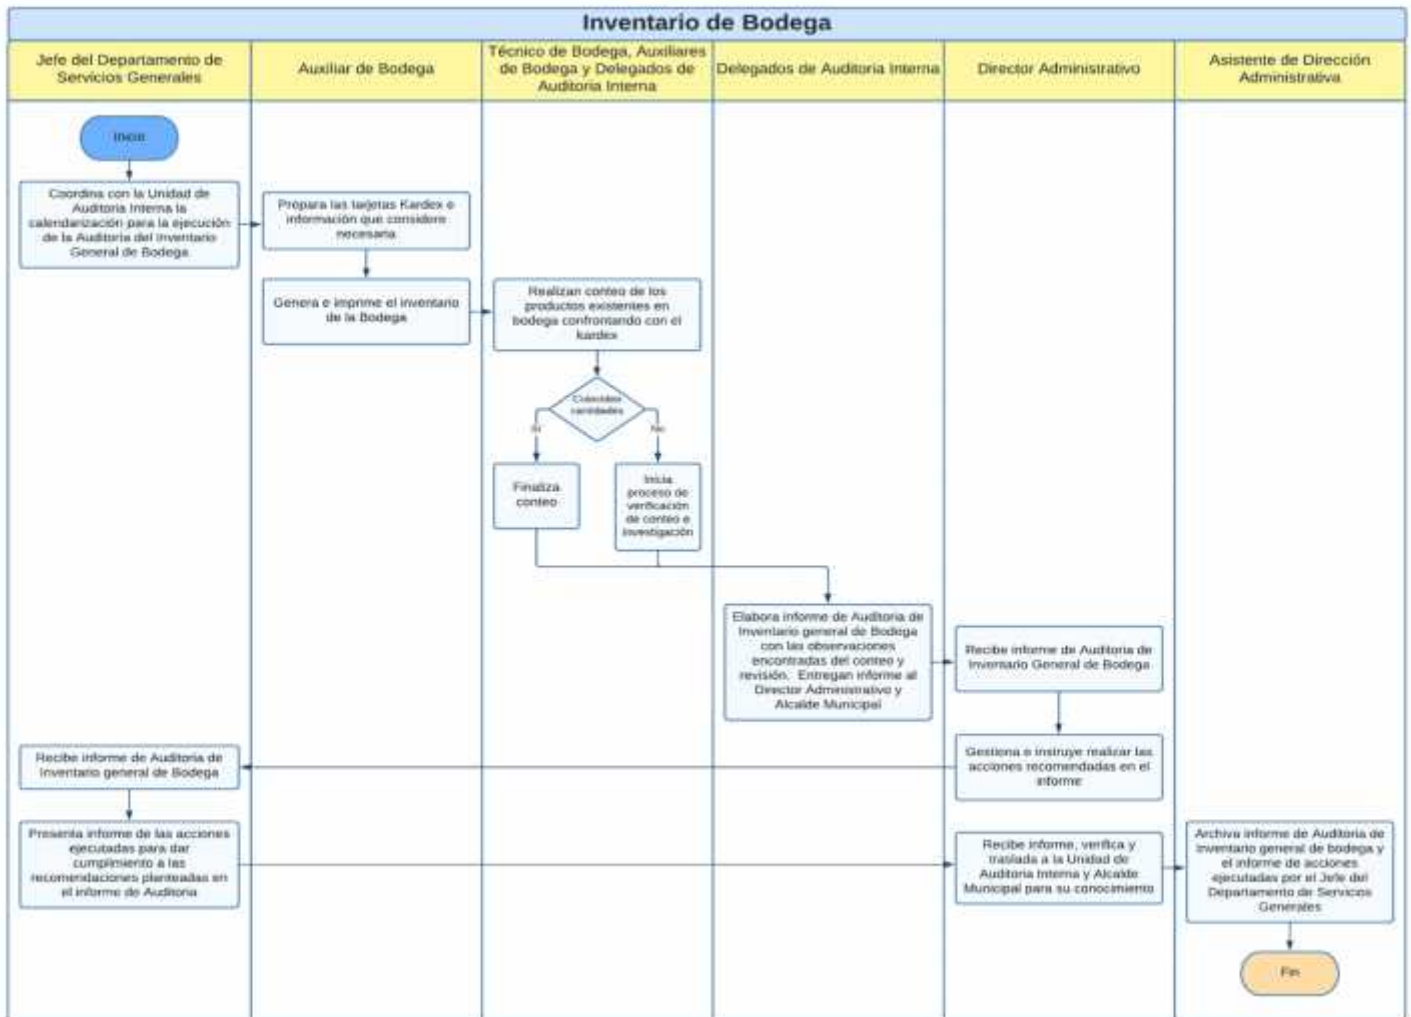 Inventario de Bodega
Jefe del Departamento de
Servicios Generales
Auxiliar de Bodega
Técnico de Bodega, Auxiliares
de Bodega y Delegados de
Auditoria Interna
Delegados de Auditoria Interna
Director Administrativo
Asistente de Dirección
Administrativa
Inicio
Coordina con la Unidad de
Auditoria Interna la
calendarización para la ejecución
de la Auditoria del Inventario
General de Bodega.
Prepara las tarjetas Kardex e
información que considere
necesaria
Genera e imprime el inventario
de la Bodega
Realizan conteo de los
productos existentes en
bodega confrontando con el
kardex
Coinciden
cantidades
Si
No
Finaliza
conteo
Inicia
proceso de
verificación
de conteo e
investigación
Elabora informe de Auditoria de
Inventario general de Bodega
con las observaciones
encontradas del conteo y
revisión. Entregan informe al
Director Administrativo y
Alcalde Municipal
Recibe informe de Auditoria de
Inventario General de Bodega
Gestiona e instruye realizar las
acciones recomendadas en el
informe
Recibe informe de Auditoria de
Inventario general de Bodega
Presenta informe de las acciones
ejecutadas para dar
cumplimiento a las
recomendaciones planteadas en
el informe de Auditoria
Recibe informe, verifica y
traslada a la Unidad de
Auditoria Interna y Alcalde
Municipal para su conocimiento
Archiva informe de Auditoria de
Inventario general de bodega y
el informe de acciones
ejecutadas por el Jefe del
Departamento de Servicios
Generales
Fin